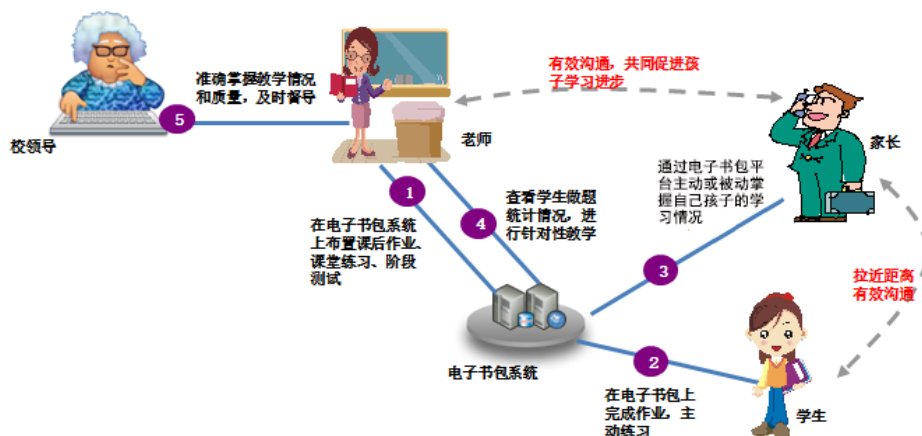 有效沟通，共同促进孩
子学习进步
准确掌握教学情况
和质量，及时督导
5
校领导
老师
家长
1
在电子书包系统
上布置课后作业、
课堂练习、阶段
测试
4
查看学生做题
统计情况，进
行针对性教学
通过电子书包平
台主动或被动掌
握自己孩子的学
习情况
3
拉近距离
有效沟通
电子书包系统
2
在电子书包上
完成作业，主
动练习
学生